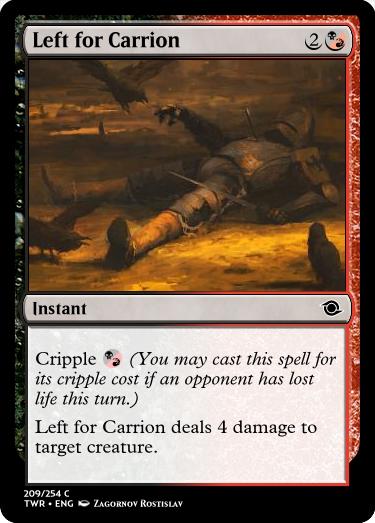 Left for Carrion 2
Instant
Cripple (You may cast this spell for
its cripple cost if an opponent has lost
life this turn.)
Left for Carrion deals 4 damage to
target creature.
209/254 C
TWR • ENG Zagornov Rostislav